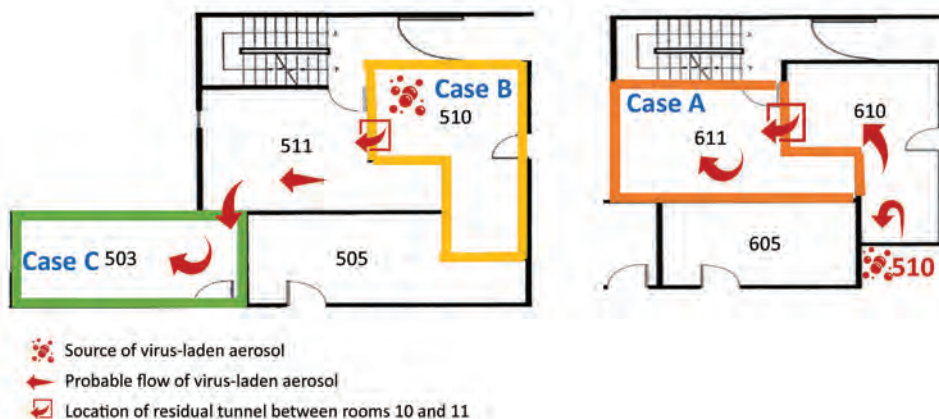 Case B
510
511
Case C 503
505
Case A
611
610
605
510
Source of virus-laden aerosol
Probable flow of virus-laden aerosol
Location of residual tunnel between rooms 10 and 11